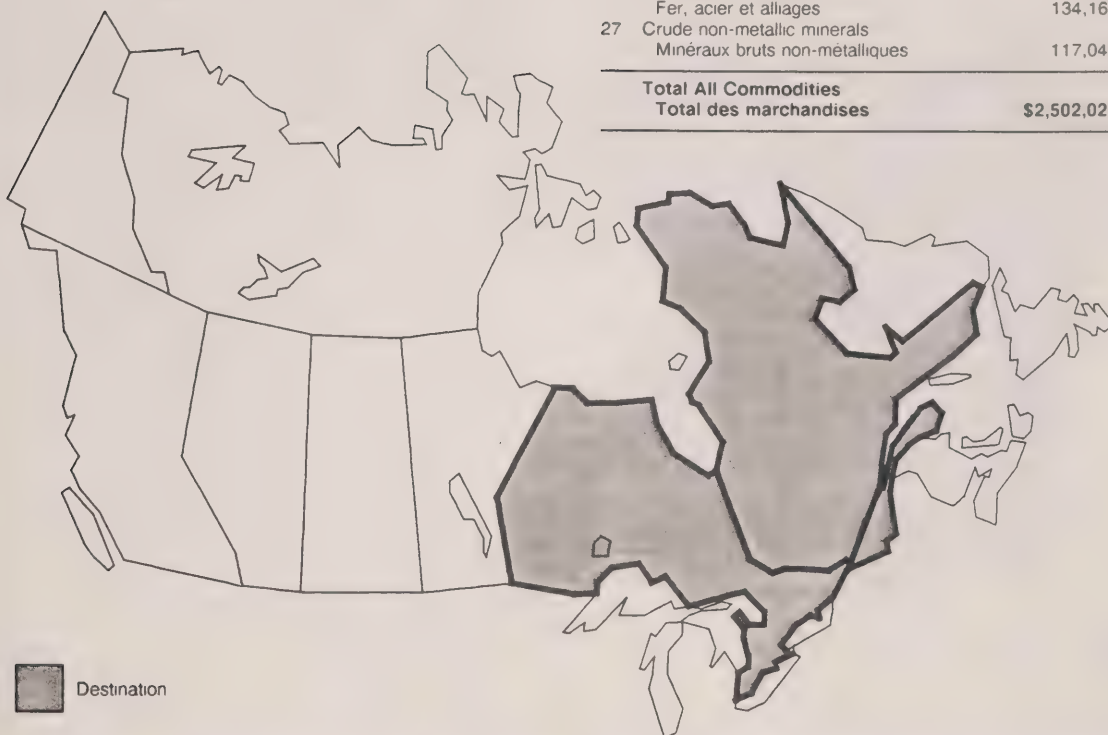 Fer, acier et alliages 134,16
27 Crude non-metallic minerals
Minéraux bruts non-métalliques 117,04
Total All Commodities
Total des marchandises $2,502,02
Destination